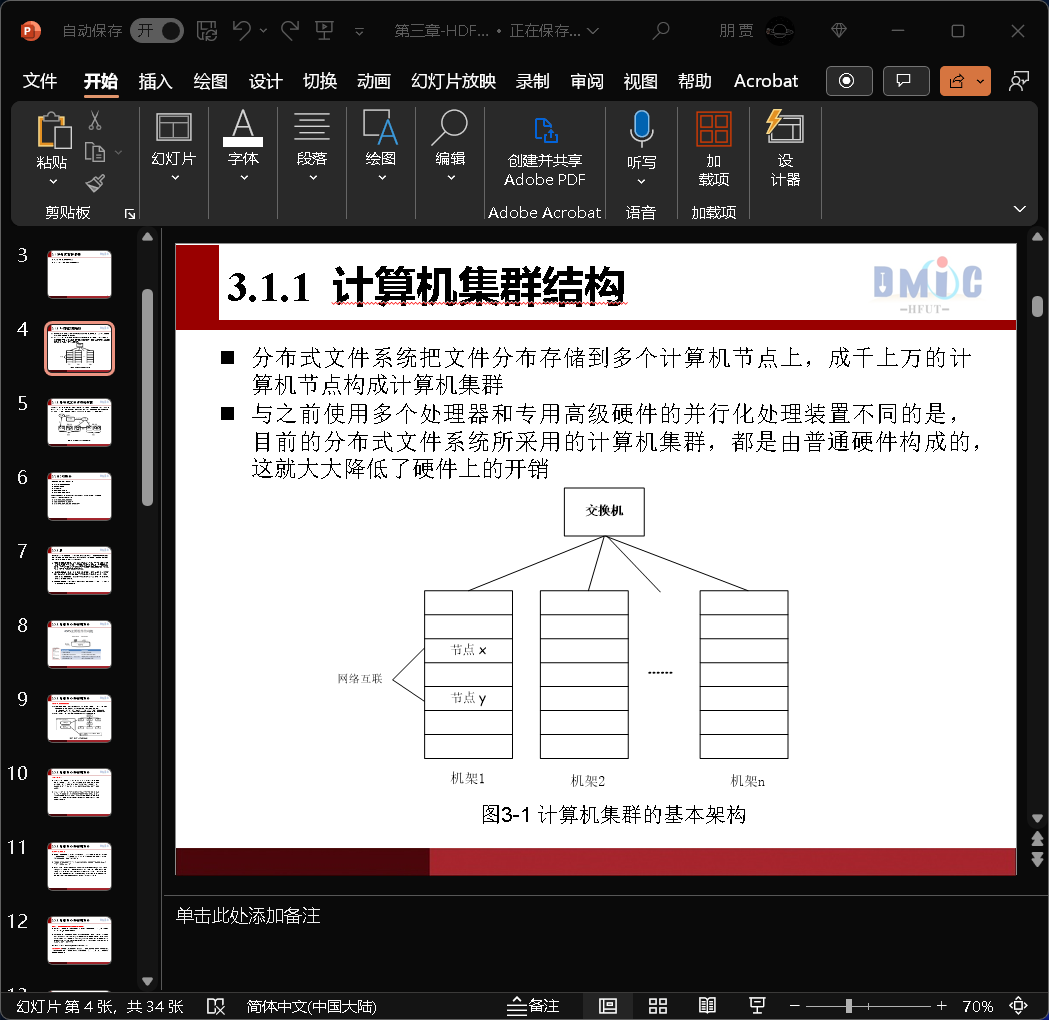 自动保存 开 第三章-HDF... • 正在保存... 朋 贾
文件 开始 插入 绘图 设计 切换 动画 幻灯片放映 录制 审阅 视图 帮助 Acrobat
粘贴
幻灯片
字体
段落
绘图
编辑
创建并共享
Adobe PDF
听写
加
载项
设
计器
剪贴板
Adobe Acrobat
语音
加载项
3
4
5
6
7
8
9
10
11
12
3.1.1 计算机集群结构
DMiC
HFUT
■ 分布式文件系统把文件分布存储到多个计算机节点上，成千上万的计
算机节点构成计算机集群
■ 与之前使用多个处理器和专用高级硬件的并行化处理装置不同的是，
目前的分布式文件系统所采用的计算机集群，都是由普通硬件构成的，
这就大大降低了硬件上的开销
交换机
节点 x
网络互联
......
节点 y
机架1
机架2
机架n
图3-1 计算机集群的基本架构
单击此处添加备注
幻灯片 第 4 张，共 34 张 简体中文(中国大陆) 备注 70%